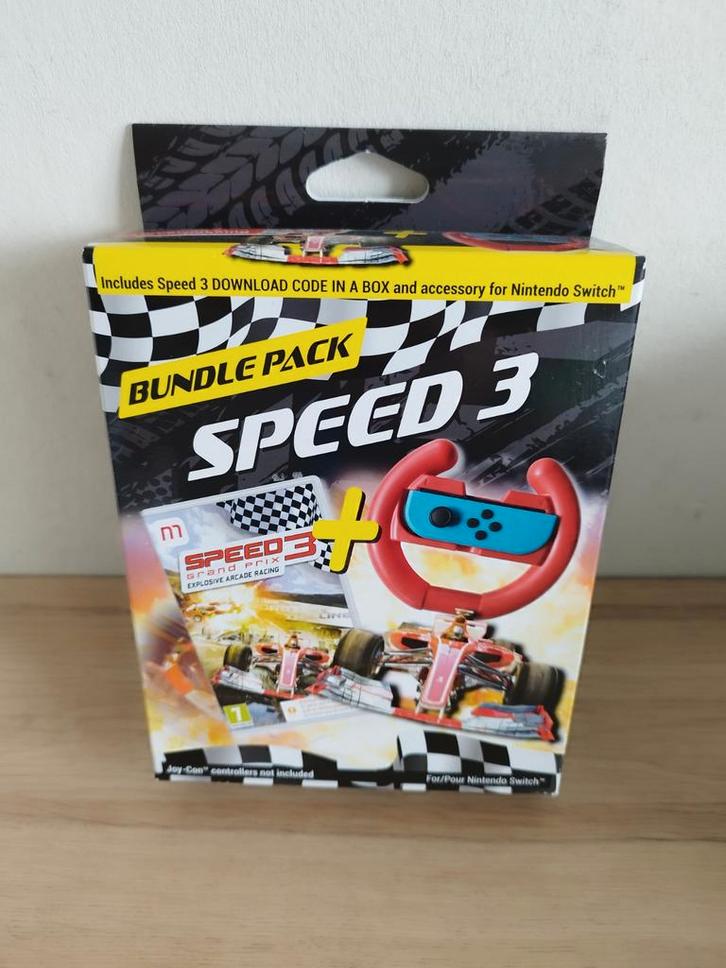 Includes Speed 3 DOWNLOAD CODE IN A BOX and accessory for Nintendo Switch™
BUNDLE PACK
SPEED 3
m
SPEED 3
Grand Prix
EXPLOSIVE ARCADE RACING
7
Joy-Con™ controllers not included
For/Pour Nintendo Switch™